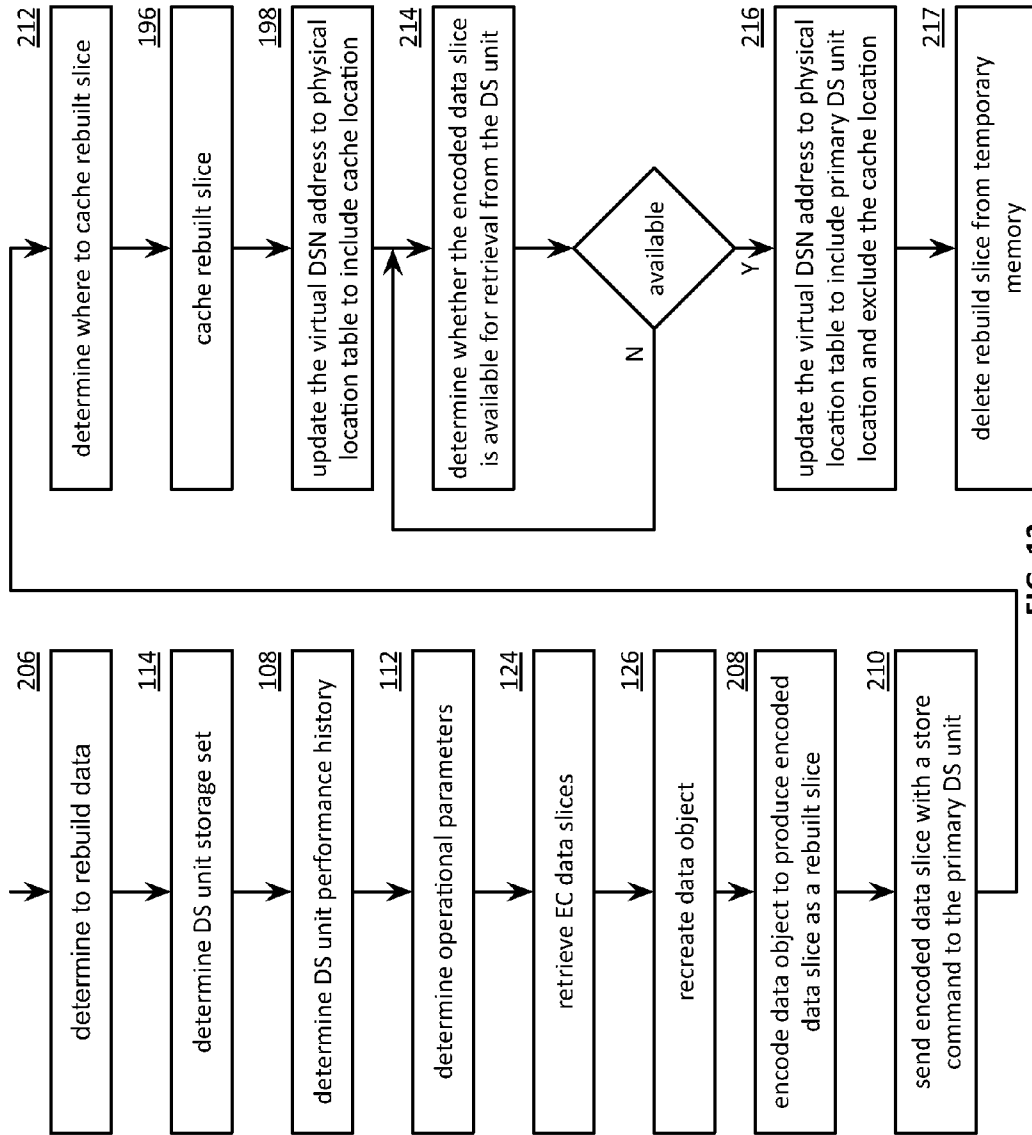 206
determine to rebuild data
114
determine DS unit storage set
108
determine DS unit performance history
112
determine operational parameters
124
retrieve EC data slices
126
recreate data object
208
encode data object to produce encoded
data slice as a rebuilt slice
210
send encoded data slice with a store
command to the primary DS unit
212
determine where to cache rebuilt slice
196
cache rebuilt slice
198
update the virtual DSN address to physical
location table to include cache location
214
determine whether the encoded data slice
is available for retrieval from the DS unit
available
N
Y
216
update the virtual DSN address to physical
location table to include primary DS unit
location and exclude the cache location
217
delete rebuild slice from temporary
memory